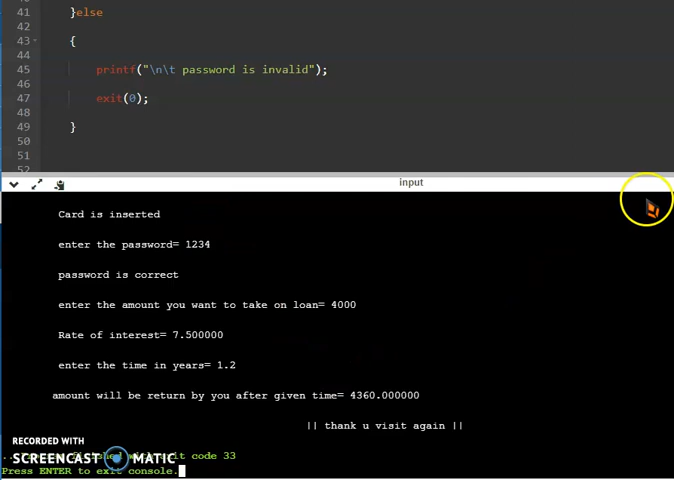 41 }else
42
43 {
44
45 printf("\n\t password is invalid");
46
47 exit(0);
48
49 }
50
51
52
input
Card is inserted
enter the password= 1234
password is correct
enter the amount you want to take on loan= 4000
Rate of interest= 7.500000
enter the time in years= 1.2
amount will be return by you after given time= 4360.000000
|| thank u visit again ||
RECORDED WITH
SCREENCAST MATIC
code 33
Press ENTER to exit console.